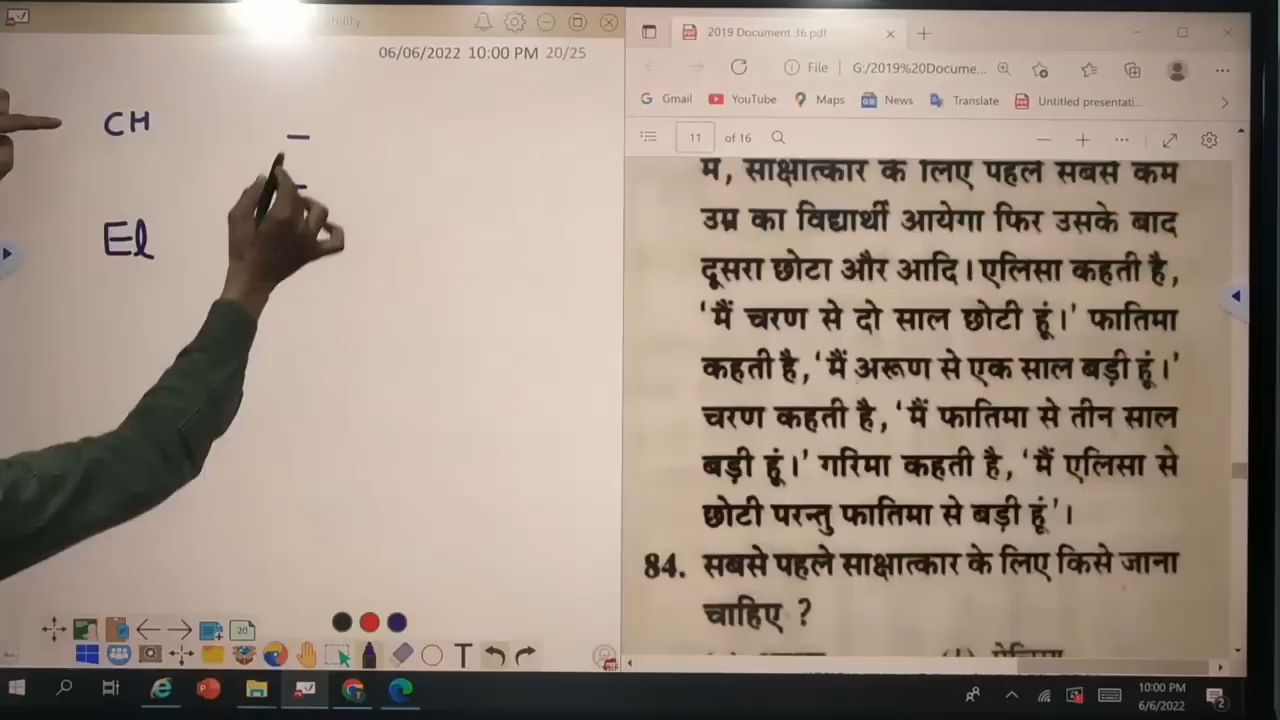 06/06/2022 10:00 PM 20/25
CH
El
2019 Document 36.pdf
File G:/2019%20Docume...
Gmail YouTube Maps News Translate Untitled presentati...
11 of 16
म, साक्षात्कार के लिए पहले सबसे कम
उम्र का विद्यार्थी आयेगा फिर उसके बाद
दूसरा छोटा और आदि। एलिसा कहती है,
'मैं चरण से दो साल छोटी हूं।' फातिमा
कहती है, 'मैं अरूण से एक साल बड़ी हूं।'
चरण कहती है, 'मैं फातिमा से तीन साल
बड़ी हूं।' गरिमा कहती है, 'मैं एलिसा से
छोटी परन्तु फातिमा से बड़ी हूं'।
84. सबसे पहले साक्षात्कार के लिए किसे जाना
चाहिए ?
20
T
10:00 PM
6/6/2022
2